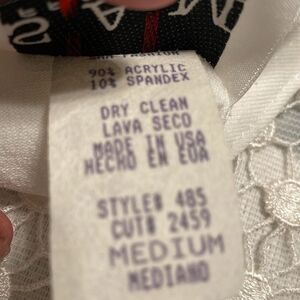 90% ACRYLIC
10% SPANDEX
DRY CLEAN
LAVA SECO
MADE IN USA
HECHO EN EUA
STYLE# 485
CUT# 2459
MEDIUM
MEDIANO